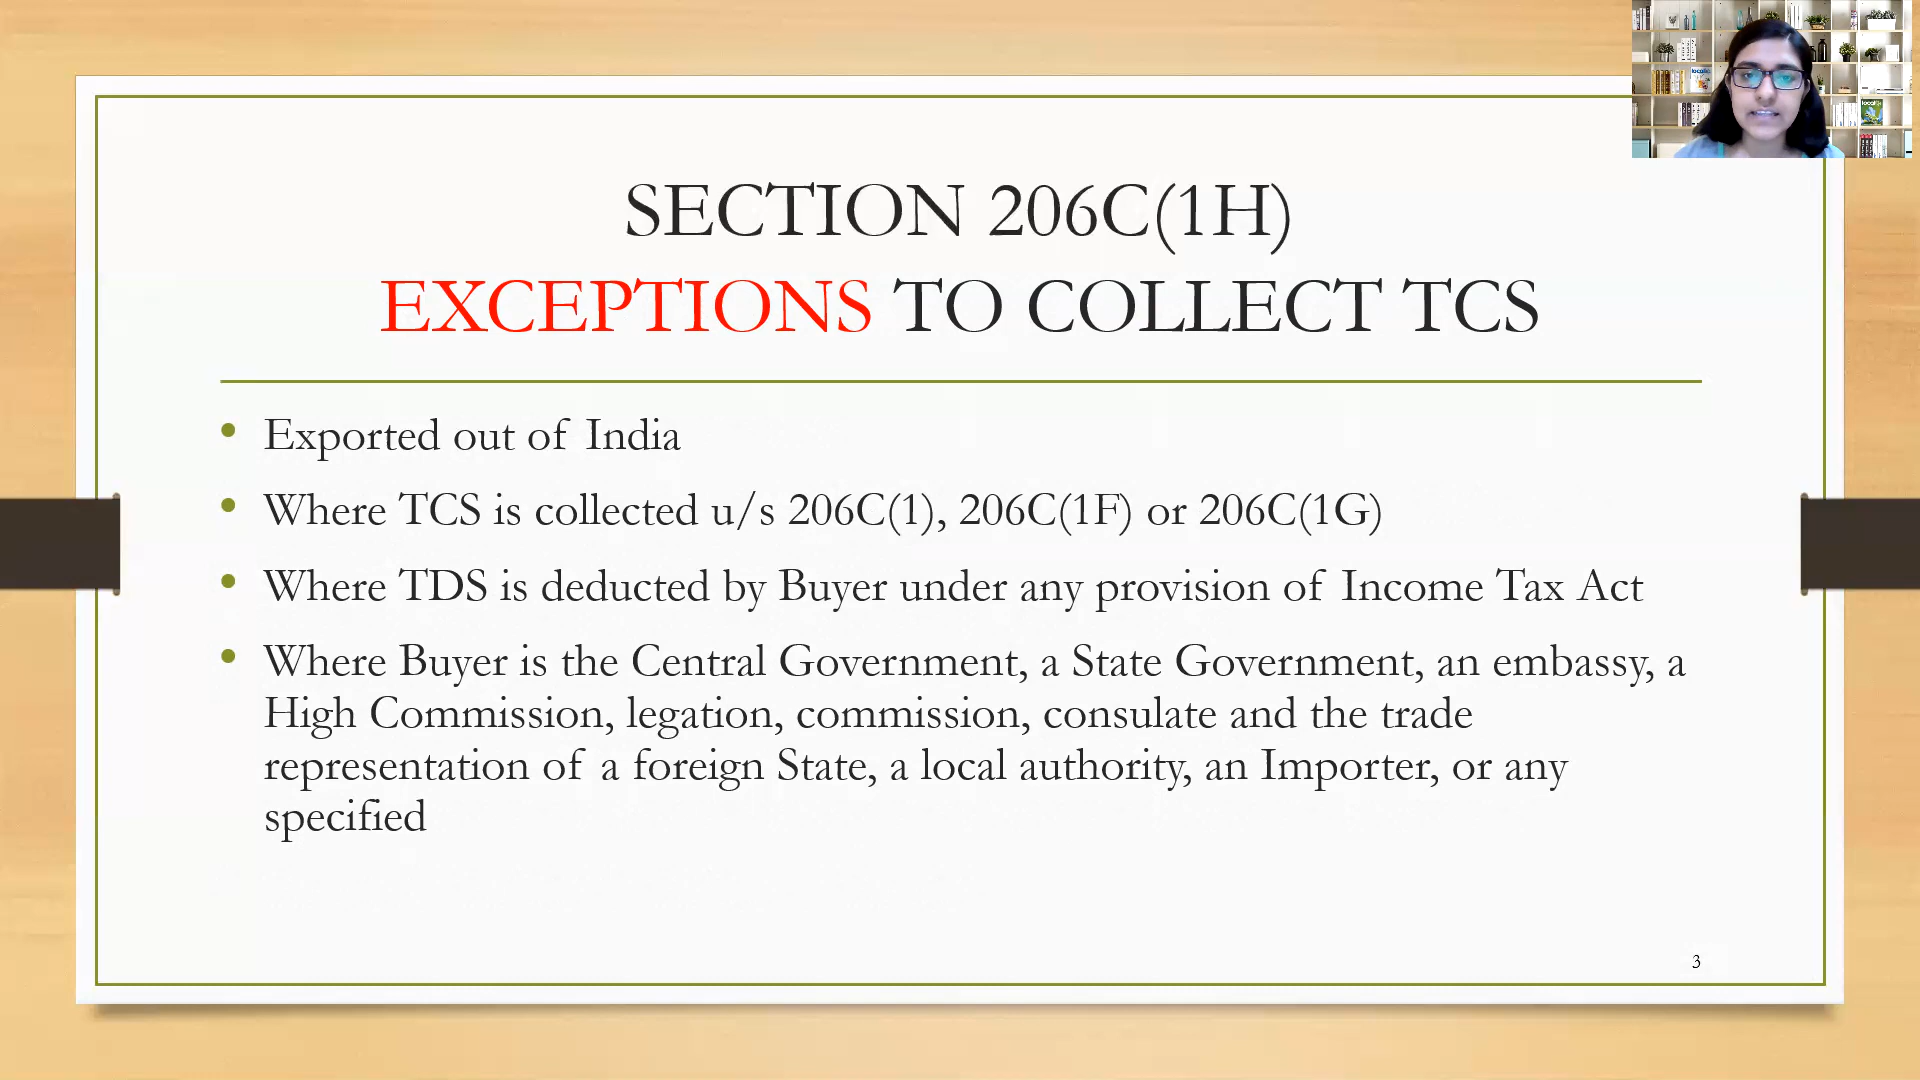 SECTION 206C(1H)
EXCEPTIONS TO COLLECT TCS
• Exported out of India
• Where TCS is collected u/s 206C(1), 206C(1F) or 206C(1G)
• Where TDS is deducted by Buyer under any provision of Income Tax Act
• Where Buyer is the Central Government, a State Government, an embassy, a
High Commission, legation, commission, consulate and the trade
representation of a foreign State, a local authority, an Importer, or any
specified
3